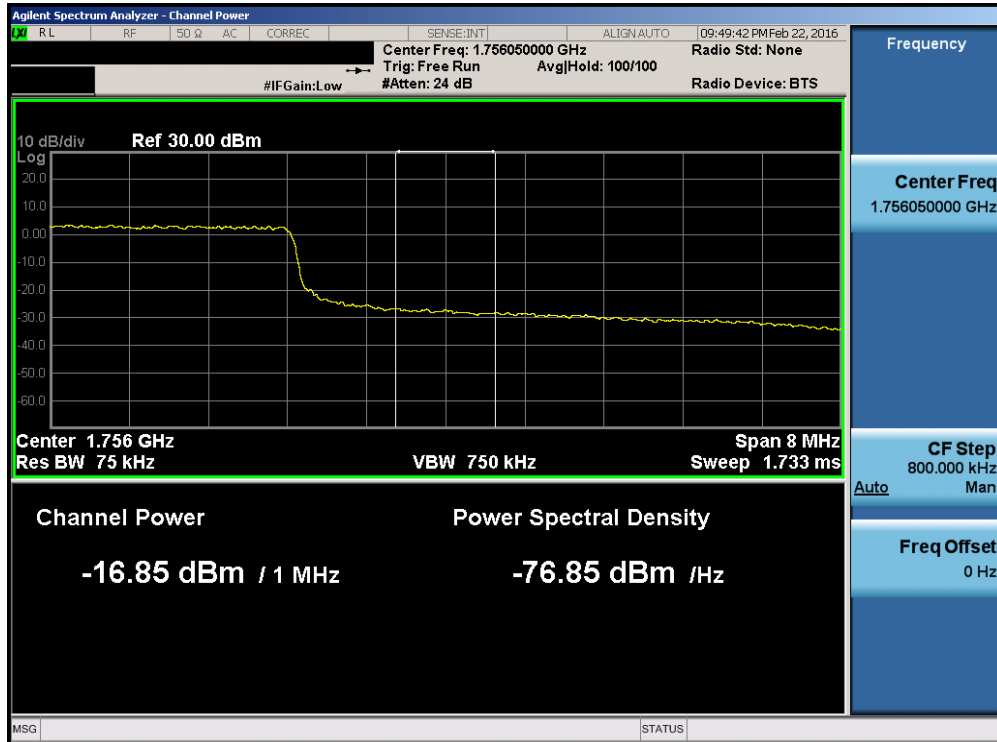 Agilent Spectrum Analyzer - Channel Power
LXI RL RF 50 Ω AC CORREC SENSE:INT ALIGN AUTO 09:49:42 PM Feb 22, 2016
Center Freq: 1.756050000 GHz Radio Std: None
Trig: Free Run Avg|Hold: 100/100
#IFGain:Low #Atten: 24 dB Radio Device: BTS
10 dB/div Ref 30.00 dBm
Log
20.0
10.0
0.00
-10.0
-20.0
-30.0
-40.0
-50.0
-60.0
Center 1.756 GHz Span 8 MHz
Res BW 75 kHz VBW 750 kHz Sweep 1.733 ms
Channel Power Power Spectral Density
-16.85 dBm / 1 MHz -76.85 dBm /Hz
Frequency
Center Freq
1.756050000 GHz
CF Step
800.000 kHz
Auto Man
Freq Offset
0 Hz
MSG STATUS